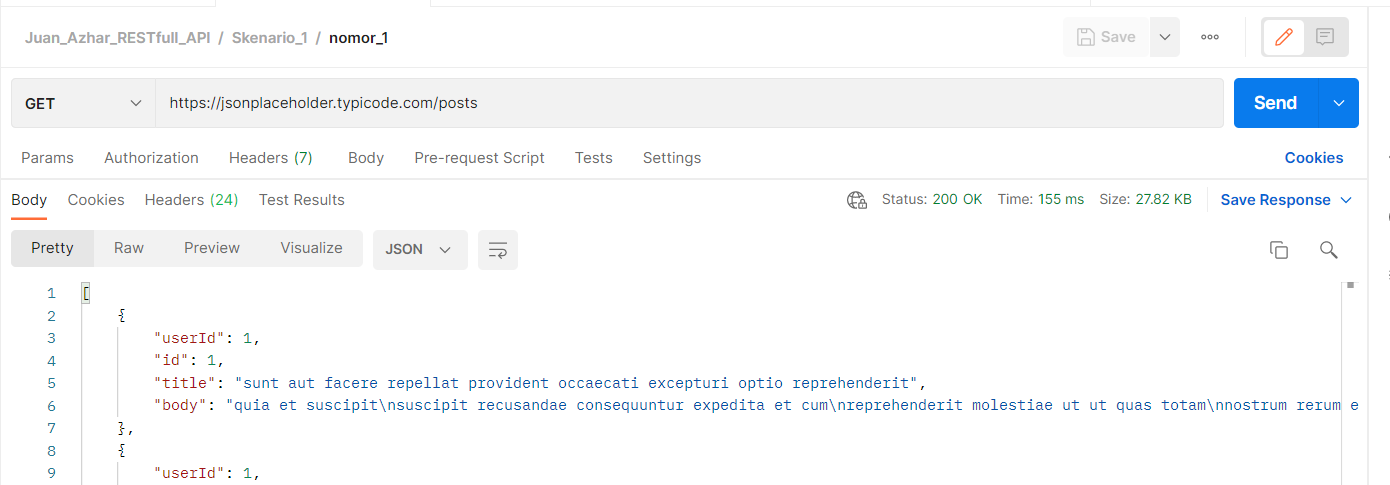 Juan_Azhar_RESTfull_API / Skenario_1 / nomor_1 Save
GET https://jsonplaceholder.typicode.com/posts Send
Params Authorization Headers (7) Body Pre-request Script Tests Settings Cookies
Body Cookies Headers (24) Test Results Status: 200 OK Time: 155 ms Size: 27.82 KB Save Response
Pretty Raw Preview Visualize JSON
1 [
2 {
3 "userId": 1,
4 "id": 1,
5 "title": "sunt aut facere repellat provident occaecati excepturi optio reprehenderit",
6 "body": "quia et suscipit\nsuscipit recusandae consequuntur expedita et cum\nreprehenderit molestiae ut ut quas totam\nnostrum rerum e
7 },
8 {
9 "userId": 1,